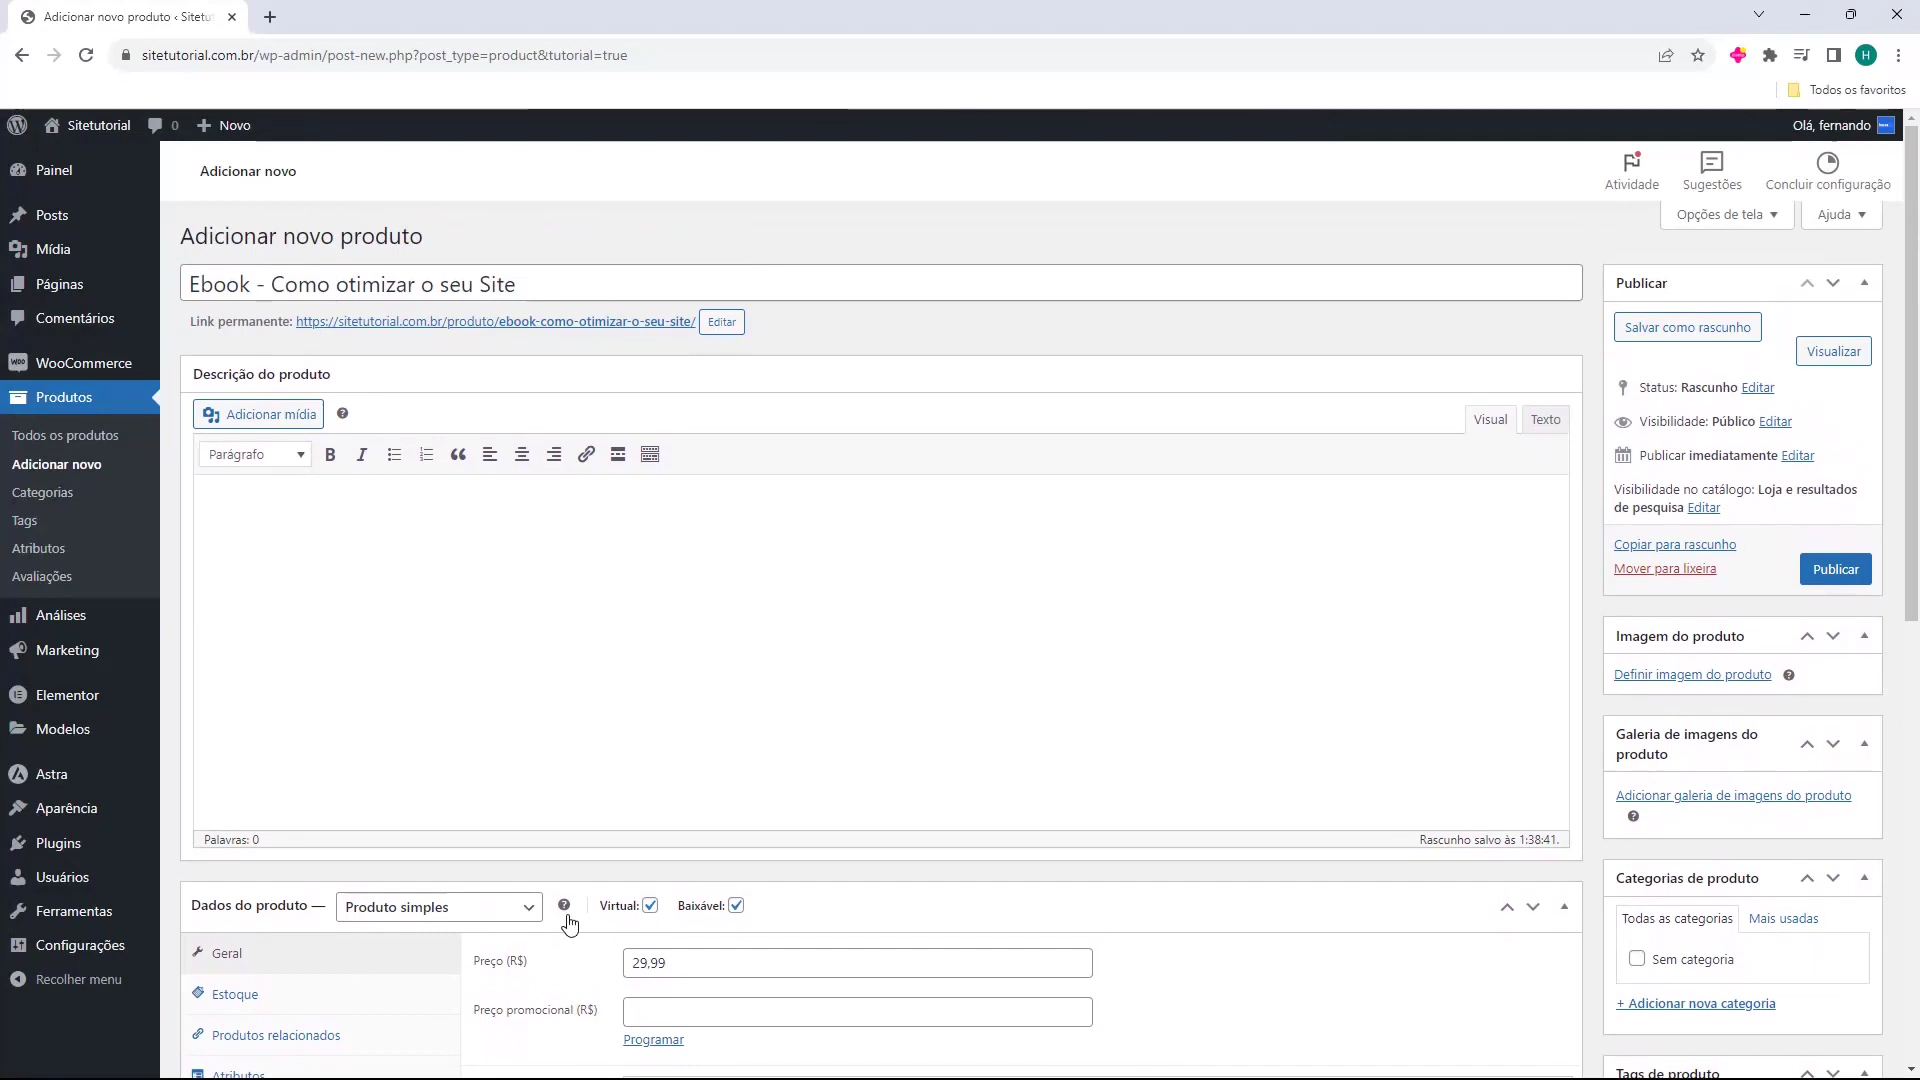 Adicionar novo produto ‹ Sitetu
sitetutorial.com.br/wp-admin/post-new.php?post_type=product&tutorial=true
H
Todos os favoritos
Sitetutorial
0
Novo
Olá, fernando
Painel
Posts
Mídia
Páginas
Comentários
WooCommerce
Produtos
Todos os produtos
Adicionar novo
Categorias
Tags
Atributos
Avaliações
Análises
Marketing
Elementor
Modelos
Astra
Aparência
Plugins
Usuários
Ferramentas
Configurações
Recolher menu
Adicionar novo
Atividade
Sugestões
Concluir configuração
Opções de tela
Ajuda
Adicionar novo produto
Ebook - Como otimizar o seu Site
Link permanente: https://sitetutorial.com.br/produto/ebook-como-otimizar-o-seu-site/ Editar
Descrição do produto
Adicionar mídia
Visual
Texto
Parágrafo
Palavras: 0
Rascunho salvo às 1:38:41.
Dados do produto —
Produto simples
Virtual:
Baixável:
Geral
Estoque
Produtos relacionados
Atributos
Preço (R$)
29,99
Preço promocional (R$)
Programar
Publicar
Salvar como rascunho
Visualizar
Status: Rascunho Editar
Visibilidade: Público Editar
Publicar imediatamente Editar
Visibilidade no catálogo: Loja e resultados
de pesquisa Editar
Copiar para rascunho
Mover para lixeira
Publicar
Imagem do produto
Definir imagem do produto
Galeria de imagens do
produto
Adicionar galeria de imagens do produto
Categorias de produto
Todas as categorias
Mais usadas
Sem categoria
+ Adicionar nova categoria
Tags de produto